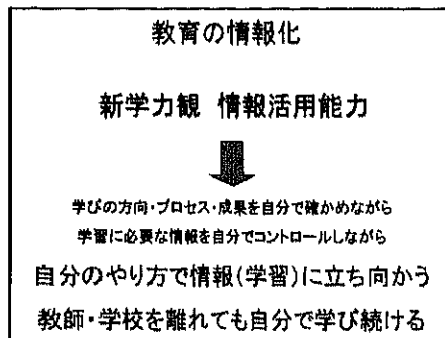 教育の情報化
新学力観 情報活用能力
学びの方向・プロセス・成果を自分で確かめながら
学習に必要な情報を自分でコントロールしながら
自分のやり方で情報(学習)に立ち向かう
教師・学校を離れても自分で学び続ける